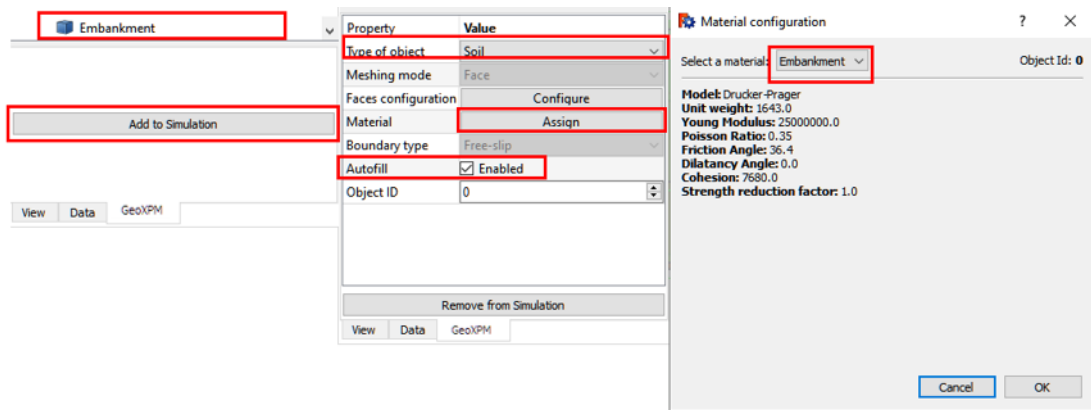 Embankment
Add to Simulation
View Data GeoXPM
Property Value
Type of object Soil
Meshing mode Face
Faces configuration Configure
Material Assign
Boundary type Free-slip
Autofill Enabled
Object ID 0
Remove from Simulation
View Data GeoXPM
Material configuration ?
Select a material: Embankment Object Id: 0
Model: Drucker-Prager
Unit weight: 1643.0
Young Modulus: 25000000.0
Poisson Ratio: 0.35
Friction Angle: 36.4
Dilatancy Angle: 0.0
Cohesion: 7680.0
Strength reduction factor: 1.0
Cancel OK